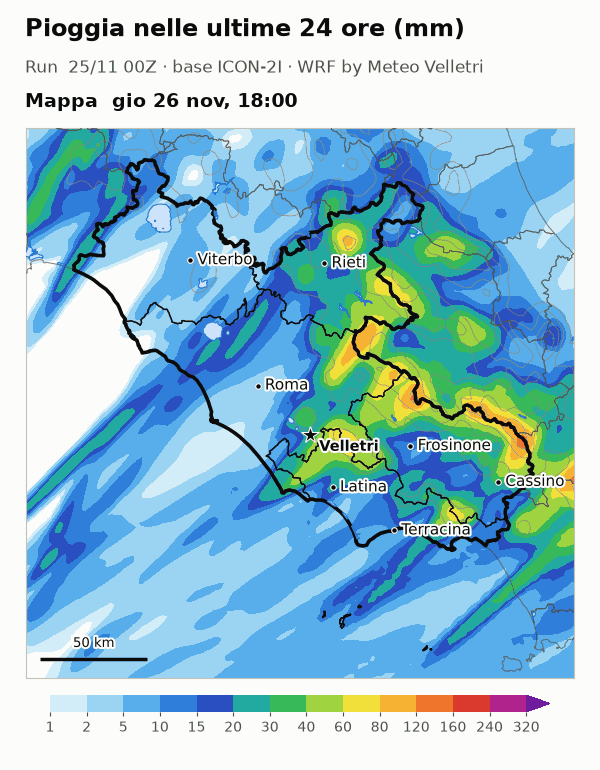 Pioggia nelle ultime 24 ore (mm)
Run  25/11 00Z · base ICON-2I · WRF by Meteo Velletri
Mappa  gio 26 nov, 18:00
Viterbo
Rieti
Roma
Velletri
Frosinone
Latina
Cassino
Terracina
50 km
1 2 5 10 15 20 30 40 60 80 120 160 240 320